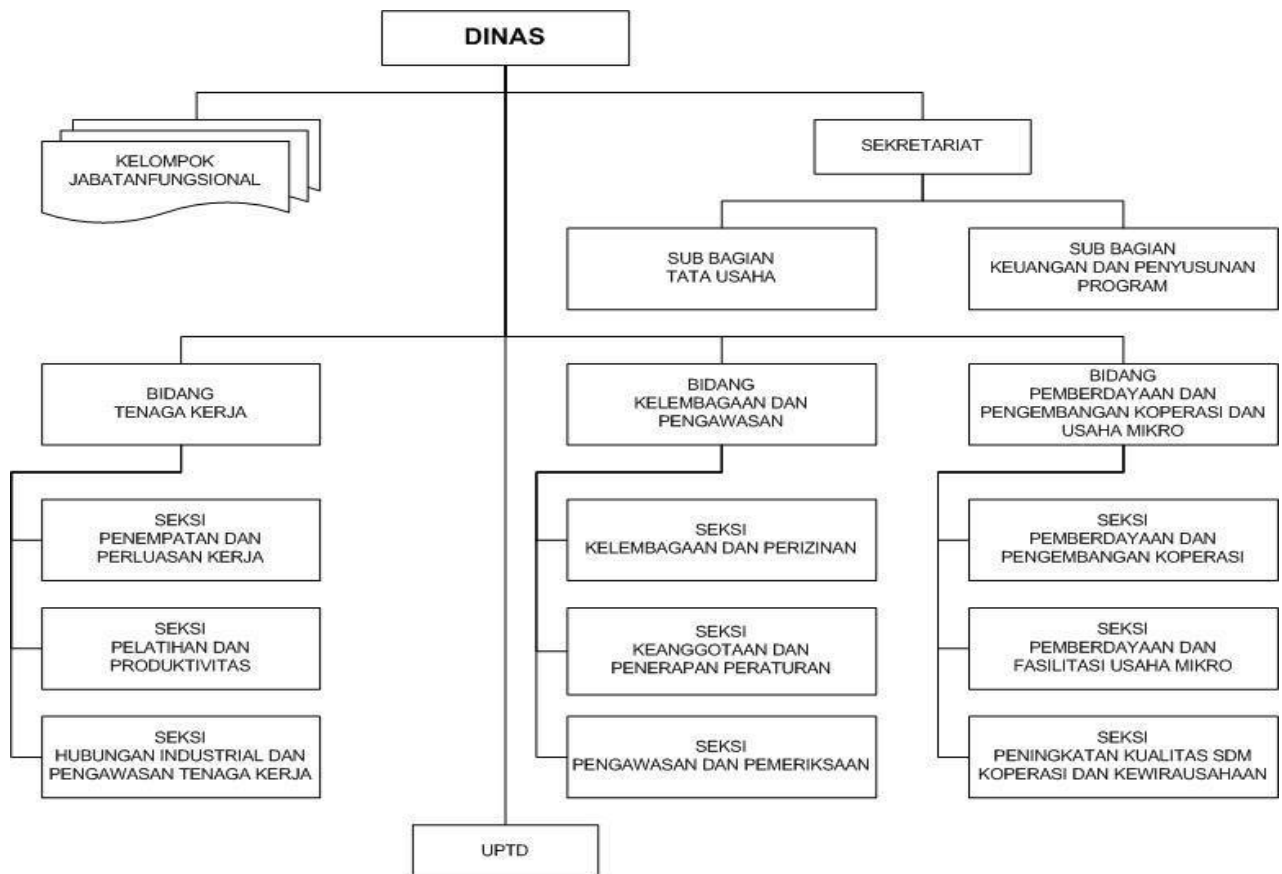 DINAS
KELOMPOK
JABATANFUNGSIONAL
SEKRETARIAT
SUB BAGIAN
TATA USAHA
SUB BAGIAN
KEUANGAN DAN PENYUSUNAN
PROGRAM
BIDANG
TENAGA KERJA
BIDANG
KELEMBAGAAN DAN
PENGAWASAN
BIDANG
PEMBERDAYAAN DAN
PENGEMBANGAN KOPERASI DAN
USAHA MIKRO
SEKSI
PENEMPATAN DAN
PERLUASAN KERJA
SEKSI
KELEMBAGAAN DAN PERIZINAN
SEKSI
PEMBERDAYAAN DAN
PENGEMBANGAN KOPERASI
SEKSI
PELATIHAN DAN
PRODUKTIVITAS
SEKSI
KEANGGOTAAN DAN
PENERAPAN PERATURAN
SEKSI
PEMBERDAYAAN DAN
FASILITASI USAHA MIKRO
SEKSI
HUBUNGAN INDUSTRIAL DAN
PENGAWASAN TENAGA KERJA
SEKSI
PENGAWASAN DAN PEMERIKSAAN
SEKSI
PENINGKATAN KUALITAS SDM
KOPERASI DAN KEWIRAUSAHAAN
UPTD